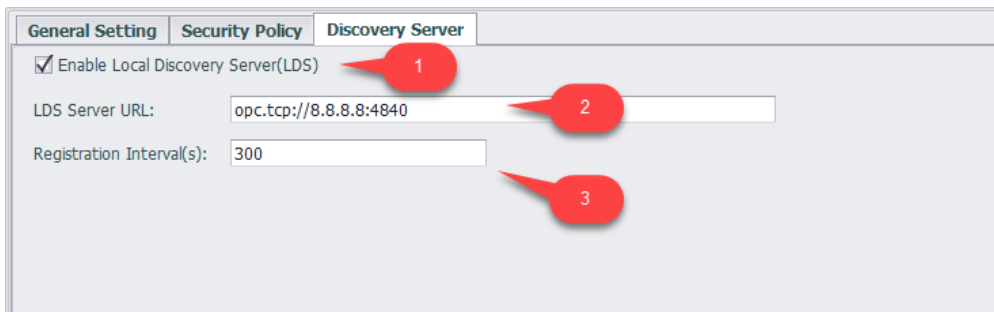 General Setting Security Policy Discovery Server
Enable Local Discovery Server(LDS) 1
LDS Server URL: opc.tcp://8.8.8.8:4840 2
Registration Interval(s): 300
3